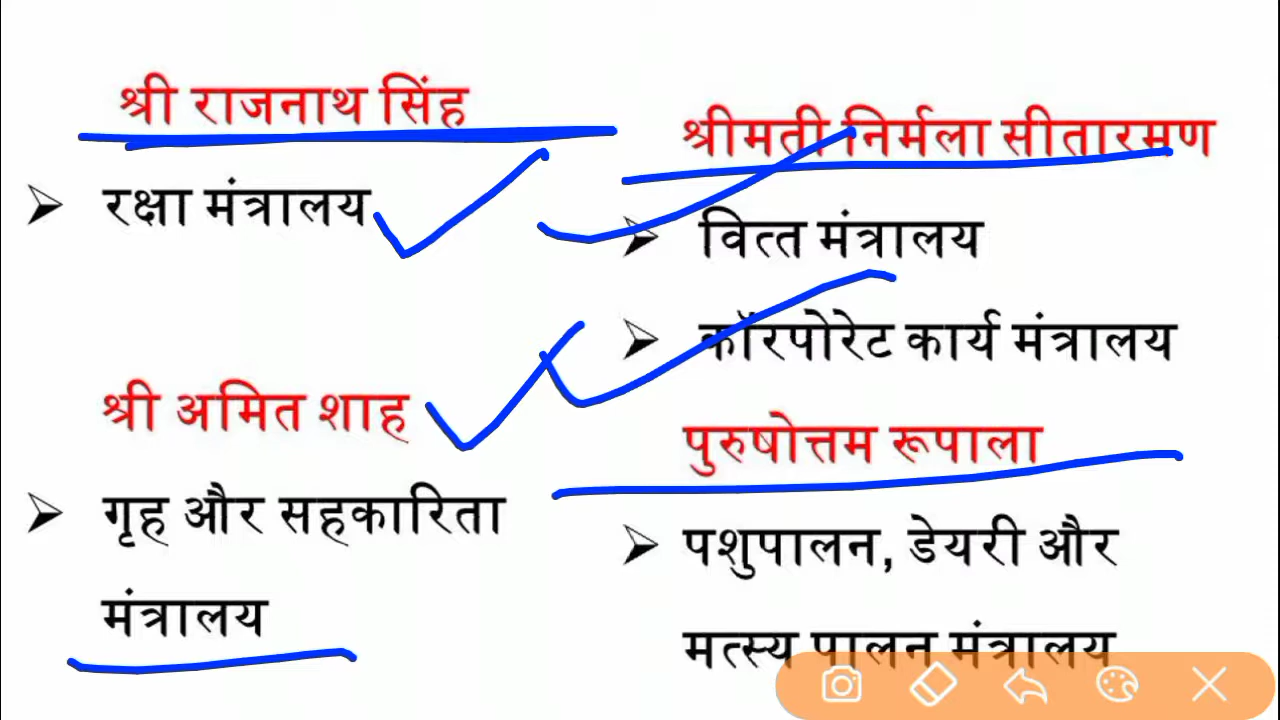 श्री राजनाथ सिंह
रक्षा मंत्रालय
श्री अमित शाह
गृह और सहकारिता
मंत्रालय
श्रीमती निर्मला सीतारमण
वित्त मंत्रालय
कॉरपोरेट कार्य मंत्रालय
पुरुषोत्तम रूपाला
पशुपालन, डेयरी और
मत्स्य पालन मंत्रालय